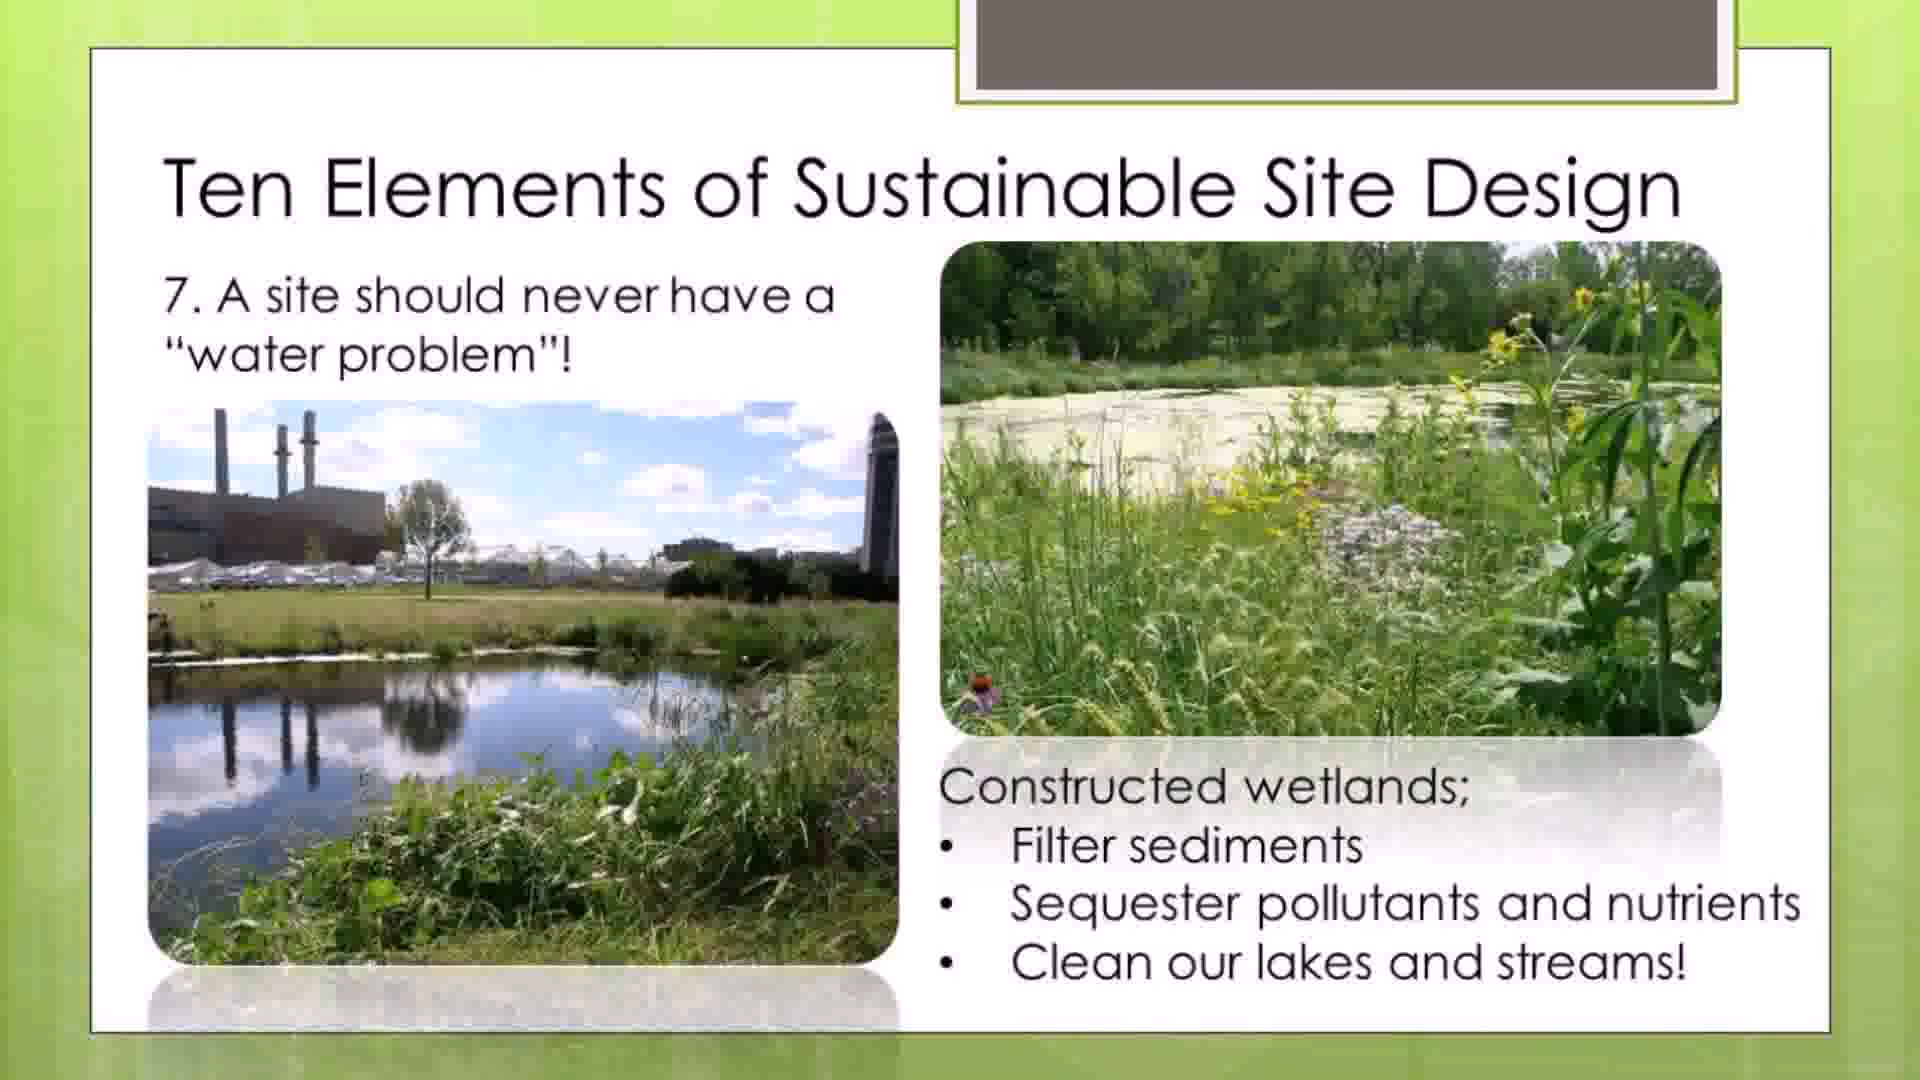 Ten Elements of Sustainable Site Design
7. A site should never have a
“water problem”!
Constructed wetlands;
• Filter sediments
• Sequester pollutants and nutrients
• Clean our lakes and streams!